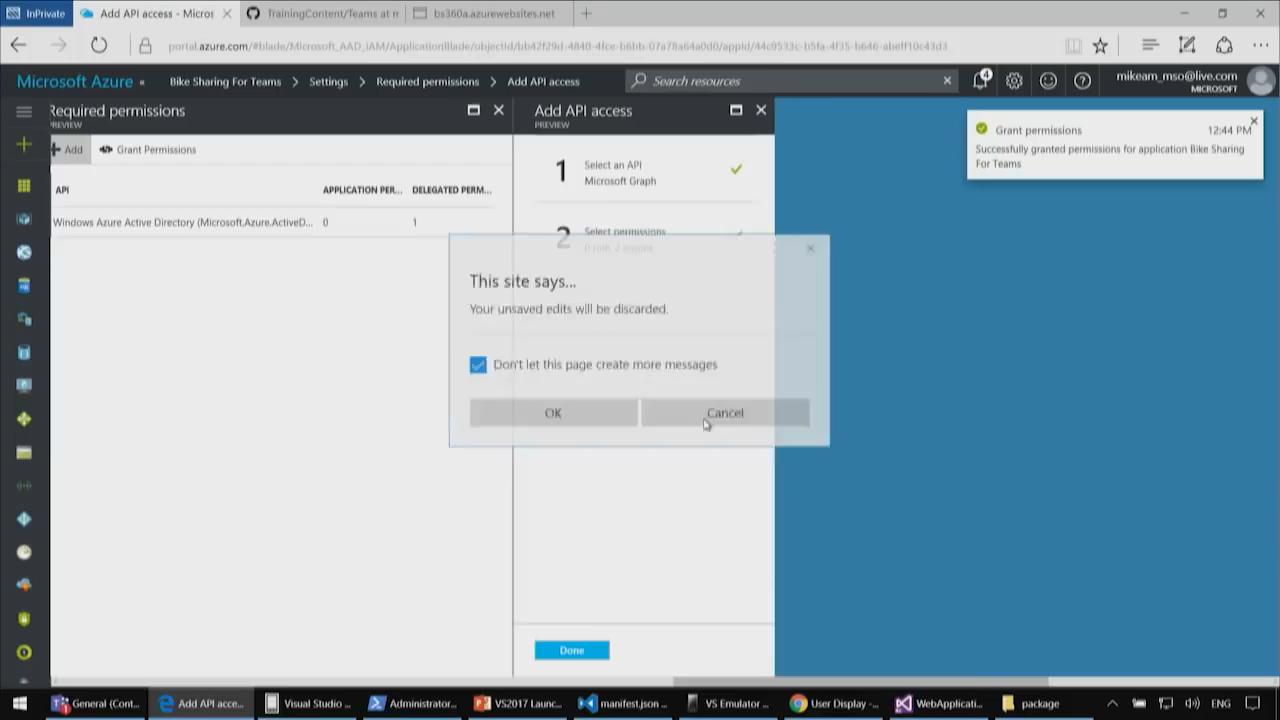 InPrivate
Add API access - Micros
TrainingContent/Teams at m
bs360a.azurewebsites.net
Microsoft Azure
Bike Sharing For Teams
Settings
Required permissions
Add API access
Search resources
4
mikeam_mso@live.com
MICROSOFT
Required permissions
PREVIEW
Add
Grant Permissions
API
APPLICATION PER...
DELEGATED PERM...
Windows Azure Active Directory (Microsoft.Azure.ActiveD...
0
1
Add API access
PREVIEW
1
Select an API
Microsoft Graph
2
Select permissions
Grant permissions
12:44 PM
Successfully granted permissions for application Bike Sharing
For Teams
This site says...
Your unsaved edits will be discarded.
Don't let this page create more messages
OK
Cancel
Done
General (Cont...
Add API acce...
Visual Studio ...
Administrator...
VS2017 Launc...
manifest.json ...
VS Emulator ...
User Display -...
WebApplicati...
package
ENG